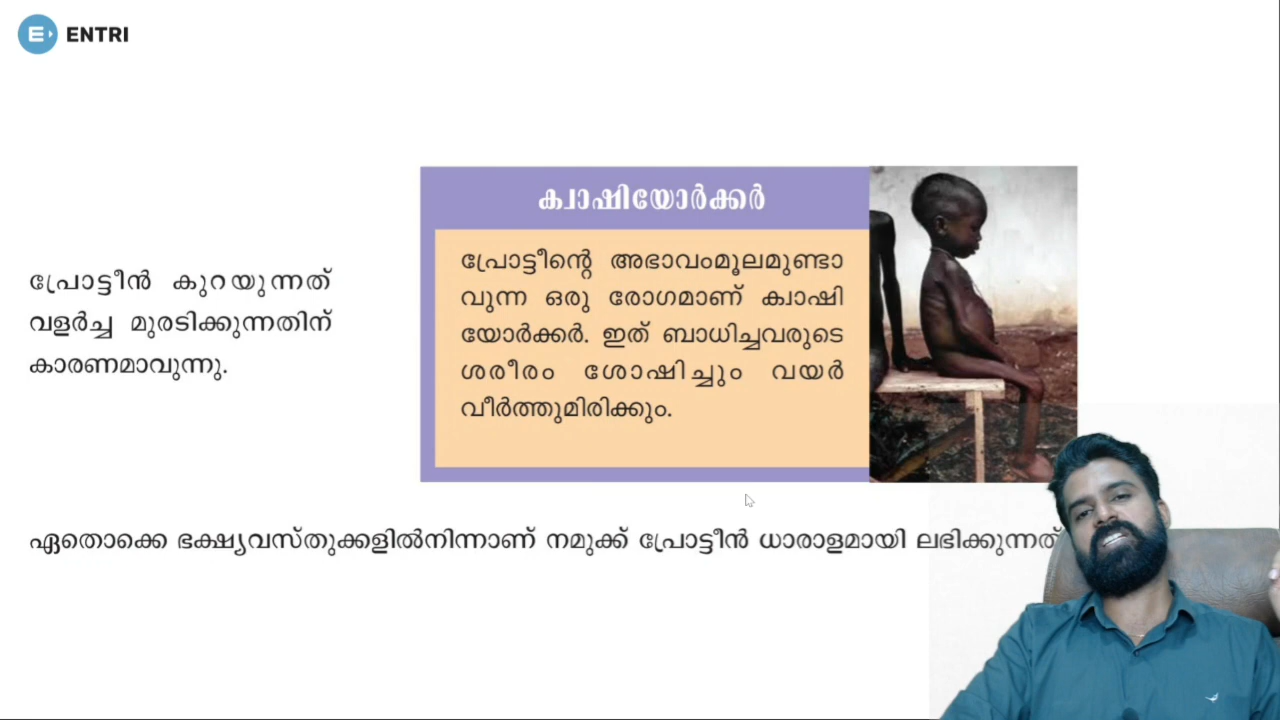 ENTRI
ക്വാഷിയോർക്കർ
പ്രോട്ടീൻ കുറയുന്നത്
വളർച്ച മുരടിക്കുന്നതിന്
കാരണമാവുന്നു.
പ്രോട്ടീന്റെ അഭാവംമൂലമുണ്ടാ
വുന്ന ഒരു രോഗമാണ് ക്വാഷി
യോർക്കർ. ഇത് ബാധിച്ചവരുടെ
ശരീരം ശോഷിച്ചും വയർ
വീർത്തുമിരിക്കും.
ഏതൊക്കെ ഭക്ഷ്യവസ്തുക്കളിൽനിന്നാണ് നമുക്ക് പ്രോട്ടീൻ ധാരാളമായി ലഭിക്കുന്നത്